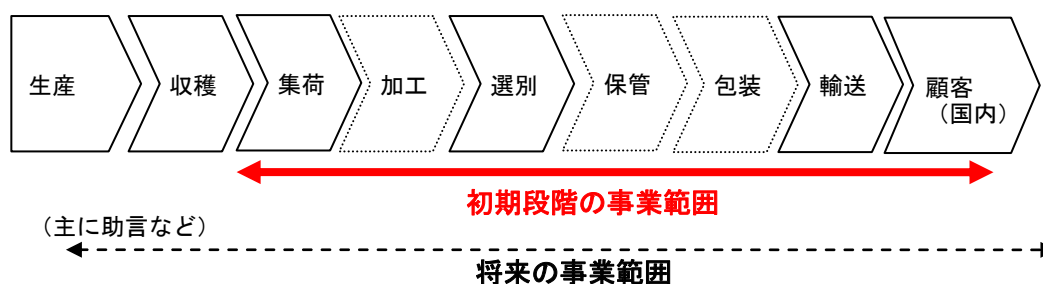 生産
収穫
集荷
加工
選別
保管
包装
輸送
顧客
（国内）
初期段階の事業範囲
（主に助言など）
将来の事業範囲